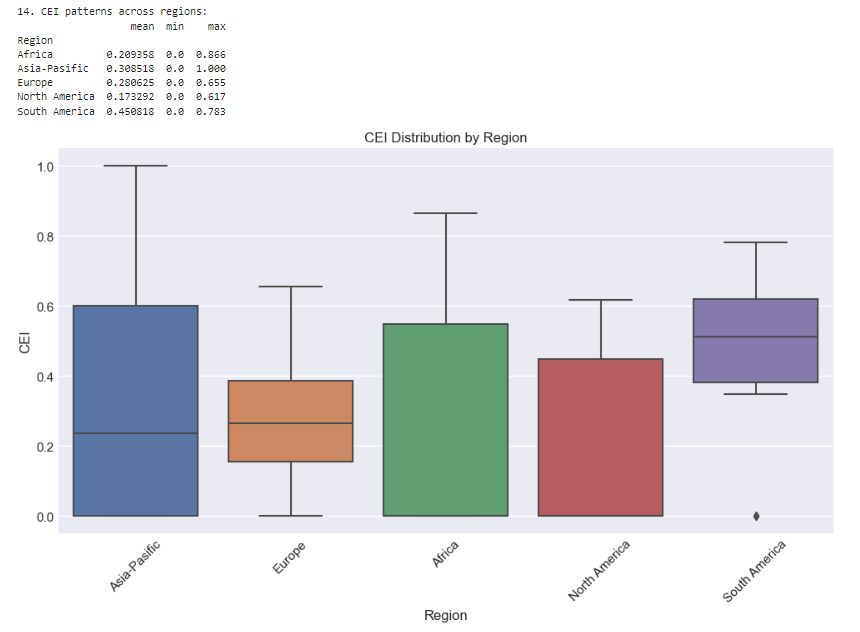 14. CEI patterns across regions:
mean min max
Region
Africa 0.209358 0.0 0.866
Asia-Pasific 0.308518 0.0 1.000
Europe 0.280625 0.0 0.655
North America 0.173292 0.0 0.617
South America 0.450818 0.0 0.783
CEI Distribution by Region
1.0
0.8
0.6
0.4
0.2
0.0
CEI
Asia-Pasific
Europe
Africa
North America
South America
Region